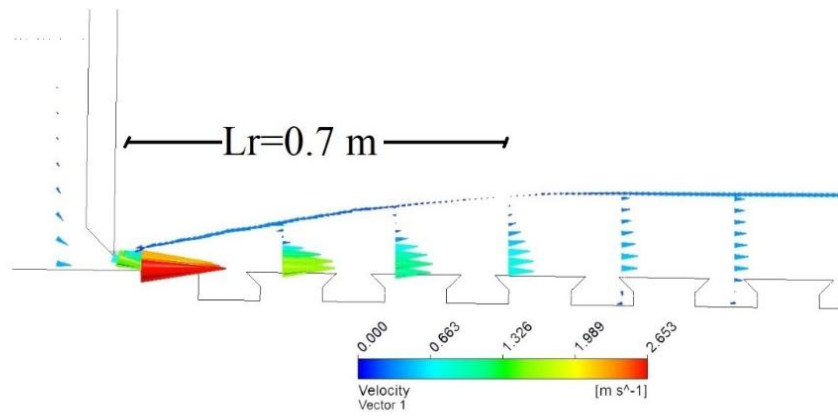 Lr=0.7 m
0.000
0.663
1.326
1.989
2.653
Velocity
Vector 1
[m s^-1]